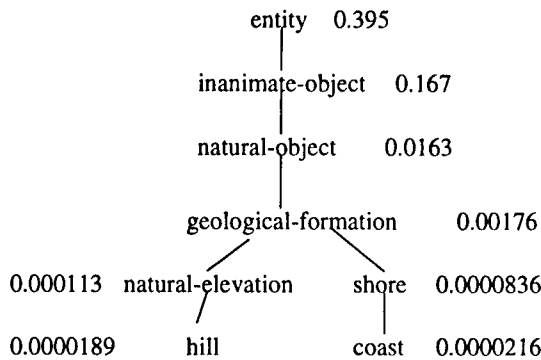 entity 0.395
inanimate-object 0.167
natural-object 0.0163
geological-formation 0.00176
0.000113 natural-elevation shore 0.0000836
0.0000189 hill coast 0.0000216